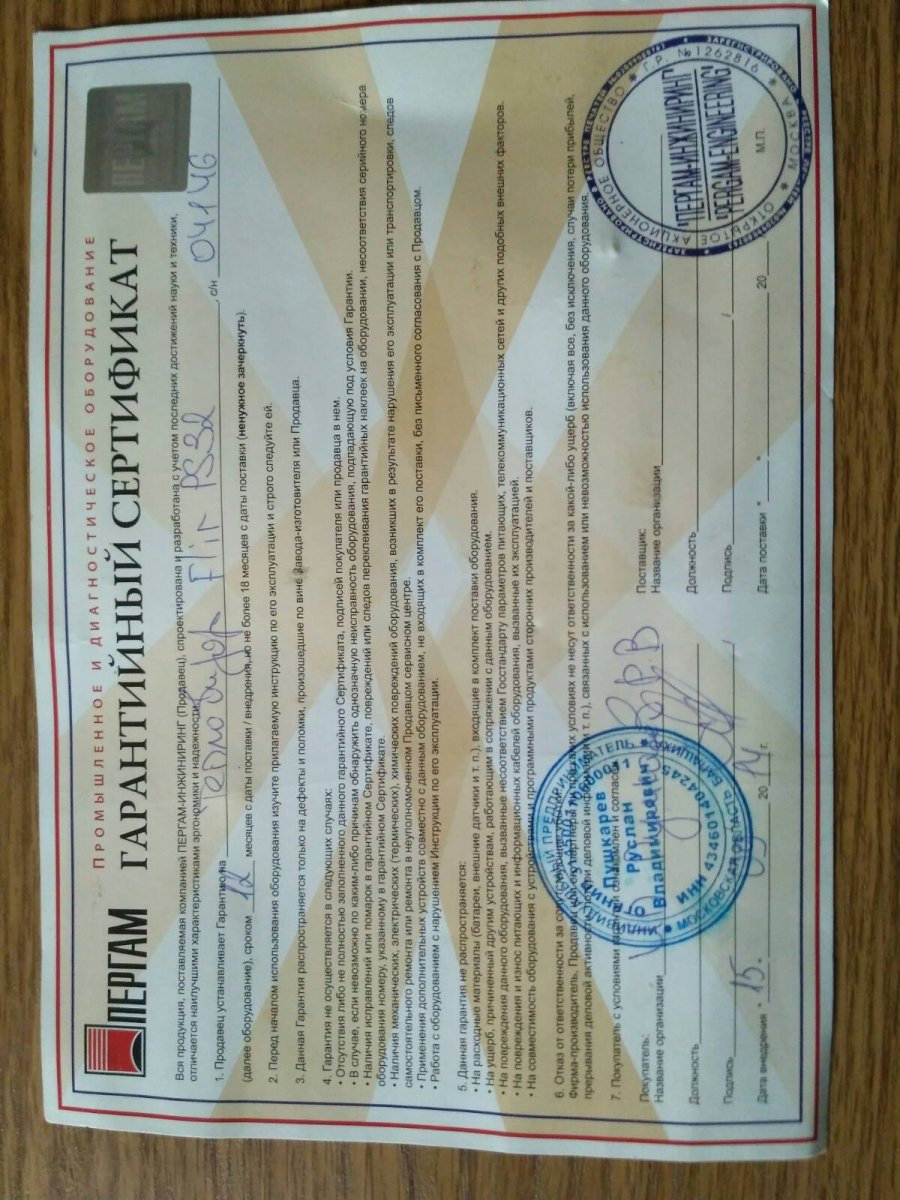 ПЕРГАМ
ПРОМЫШЛЕННОЕ И ДИАГНОСТИЧЕСКОЕ ОБОРУДОВАНИЕ
ГАРАНТИЙНЫЙ СЕРТИФИКАТ
ПЕРГАМ
Вся продукция, поставляемая компанией ПЕРГАМ-ИНЖИНИРИНГ (Продавец), спроектирована и разработана с учетом последних достижений науки и техники,
отличается наилучшими характеристиками эргономики и надежности.
1. Продавец устанавливает Гарантию на Тепловизор Flir PS32, с/н 04146
(далее оборудование), сроком 12 месяцев с даты поставки / внедрения, но не более 18 месяцев с даты поставки (ненужное зачеркнуть).
2. Перед началом использования оборудования изучите прилагаемую инструкцию по его эксплуатации и строго следуйте ей.
3. Данная Гарантия распространяется только на дефекты и поломки, произошедшие по вине Завода-изготовителя или Продавца.
4. Гарантия не осуществляется в следующих случаях:
• Отсутствия либо не полностью заполненного данного гарантийного Сертификата, подписей покупателя или продавца в нем.
• В случае, если невозможно по каким-либо причинам обнаружить однозначную неисправность оборудования, подпадающую под условия Гарантии.
• Наличия исправлений или помарок в гарантийном Сертификате, повреждений или следов переклеивания гарантийных наклеек на оборудовании, несоответствия серийного номера
оборудования номеру, указанному в гарантийном Сертификате.
• Наличия механических, электрических (термических), химических повреждений оборудования, возникших в результате нарушения его эксплуатации или транспортировки, следов
самостоятельного ремонта или ремонта в неуполномоченном Продавцом сервисном центре.
• Применения дополнительных устройств совместно с данным оборудованием, не входящих в комплект его поставки, без письменного согласования с Продавцом.
• Работа с оборудованием с нарушением Инструкции по его эксплуатации.
5. Данная гарантия не распространяется:
• На расходные материалы (батареи, внешние датчики и т. п.), входящие в комплект поставки оборудования.
• На ущерб, причиненный другим устройствам, работающим в сопряжении с данным оборудованием.
• На повреждения данного оборудования, вызванные несоответствием Госстандарту параметров питающих, телекоммуникационных сетей и других подобных внешних факторов.
• На повреждения и износ питающих и информационных кабелей оборудования, вызванные их эксплуатацией.
• На совместимость оборудования с устройствами и программными продуктами сторонних производителей и поставщиков.
6. Отказ от ответственности за сопутствующие убытки:
Фирма-производитель, Продавец ни при каких условиях не несут ответственности за какой-либо ущерб (включая все, без исключения, случаи потери прибылей,
прерывания деловой активности, потери деловой информации и т. п.), связанных с использованием или невозможностью использования данного оборудования.
7. Покупатель с условиями гарантии ознакомлен и согласен.
Покупатель:
Название организации
Должность
Подпись
Дата внедрения " 15. 2014 г.
Поставщик:
Название организации
Должность
Подпись
Дата поставки " " 20
ИНДИВИДУАЛЬНЫЙ ПРЕДПРИНИМАТЕЛЬ
Пушкарев
Руслан
Владимирович
ИНН 434601404245
МОСКОВСКАЯ ОБЛАСТЬ
ОТКРЫТОЕ АКЦИОНЕРНОЕ ОБЩЕСТВО * Г.Р. №1262816 * МОСКВА
"ПЕРГАМ-ИНЖИНИРИНГ"
"PERGAM-ENGINEERING"
М.П.